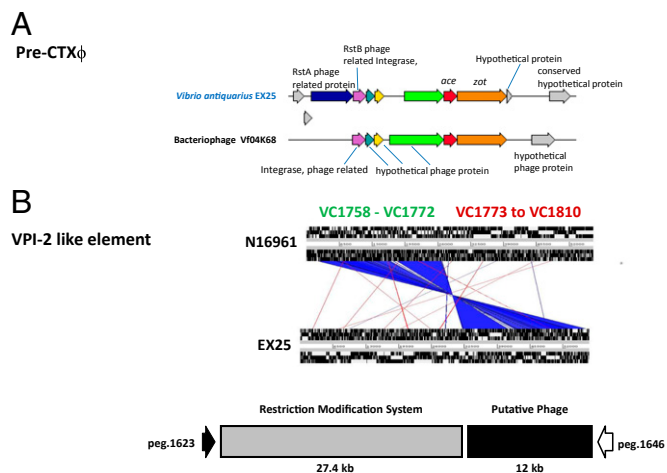 A
Pre-CTXϕ
RstB phage
related Integrase,
RstA phage
related protein
Hypothetical protein
ace
zot
conserved
hypothetical protein
Vibrio antiquarius EX25
Bacteriophage Vf04K68
Integrase, phage related
hypothetical phage protein
hypothetical
phage protein
B
VPI-2 like element
VC1758 - VC1772
VC1773 to VC1810
N16961
EX25
Restriction Modification System
Putative Phage
peg.1623
peg.1646
27.4 kb
12 kb